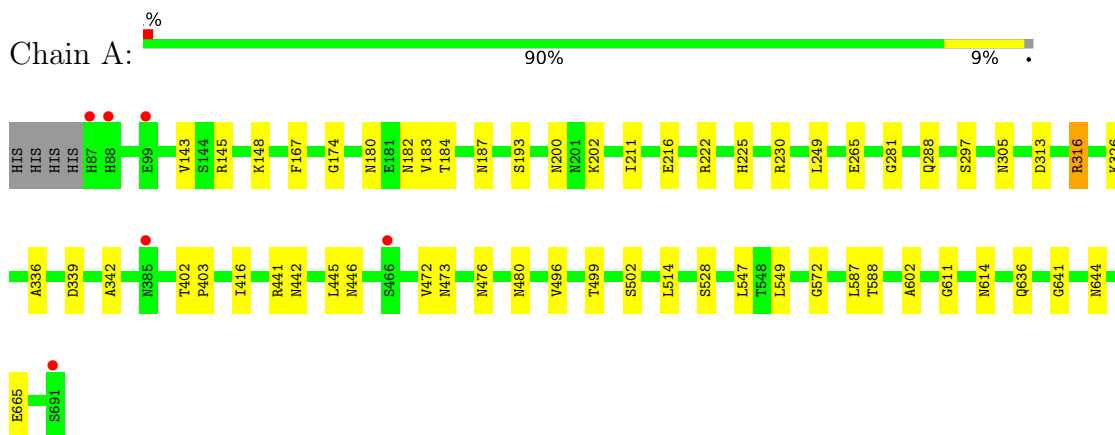 .%
Chain A:
90%
9%
.
HIS
HIS
HIS
HIS
H87
H88
E99
V143
S144
R145
K148
F167
G174
N180
E181
N182
V183
T184
N187
S193
N200
N201
K202
I211
E216
R222
H225
R230
L249
E265
G281
Q288
S297
N305
D313
R316
K326
A336
D339
A342
N385
T402
P403
I416
R441
N442
L445
N446
S466
V472
N473
N476
N480
V496
T499
S502
L514
S528
L547
T548
L549
G572
L587
T588
A602
G611
N614
Q636
G641
N644
E665
S691